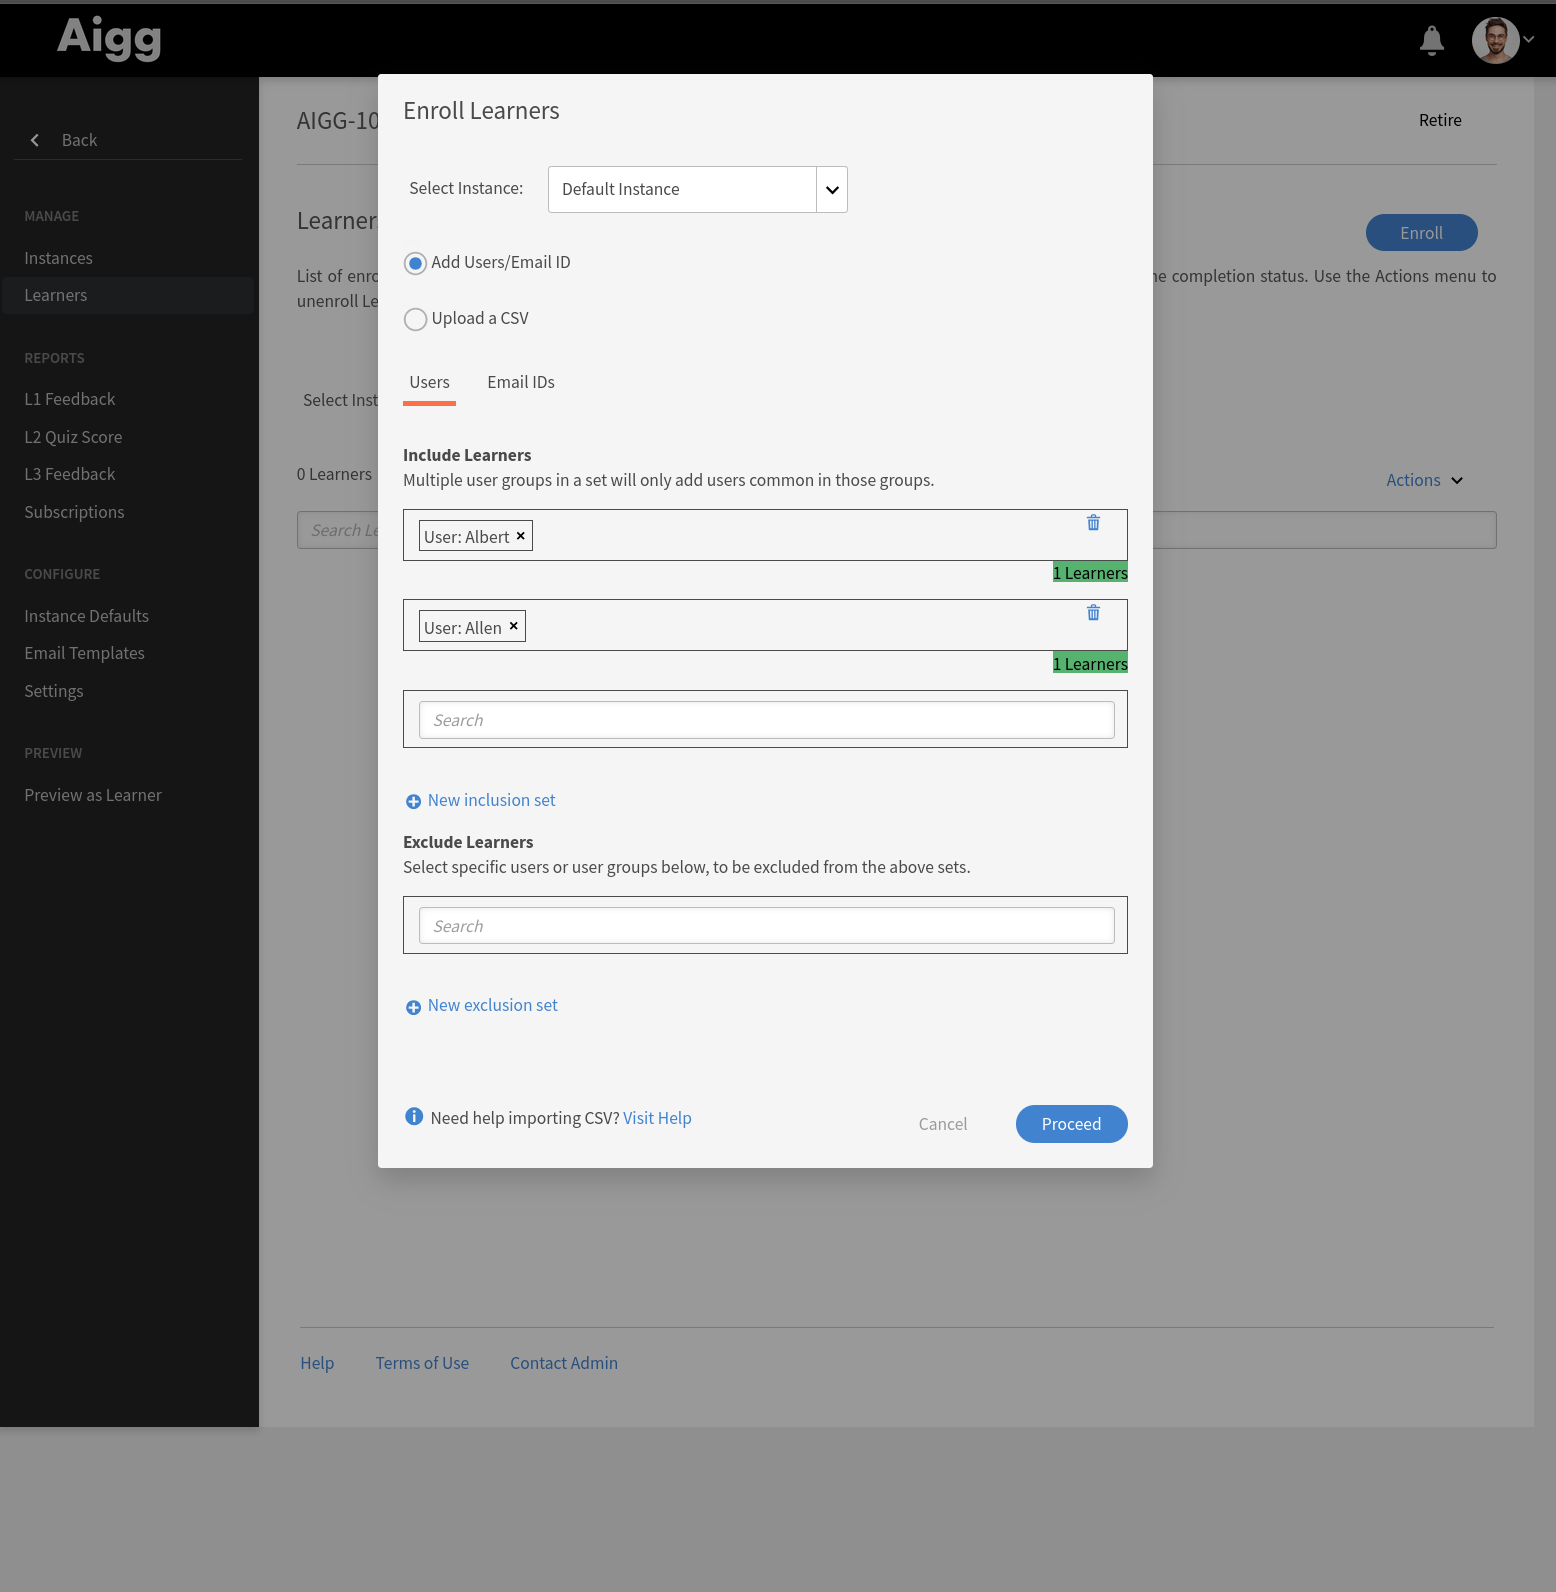 Aigg
Back
MANAGE
Instances
Learners
REPORTS
L1 Feedback
L2 Quiz Score
L3 Feedback
Subscriptions
CONFIGURE
Instance Defaults
Email Templates
Settings
PREVIEW
Preview as Learner
AIGG-10
Retire
Learner
Enroll
List of enro
he completion status. Use the Actions menu to
unenroll Le
Select Inst
0 Learners
Actions
Search Le
Enroll Learners
Select Instance: Default Instance
Add Users/Email ID
Upload a CSV
Users Email IDs
Include Learners
Multiple user groups in a set will only add users common in those groups.
User: Albert ×
1 Learners
User: Allen ×
1 Learners
Search
New inclusion set
Exclude Learners
Select specific users or user groups below, to be excluded from the above sets.
Search
New exclusion set
Need help importing CSV? Visit Help
Cancel Proceed
Help Terms of Use Contact Admin